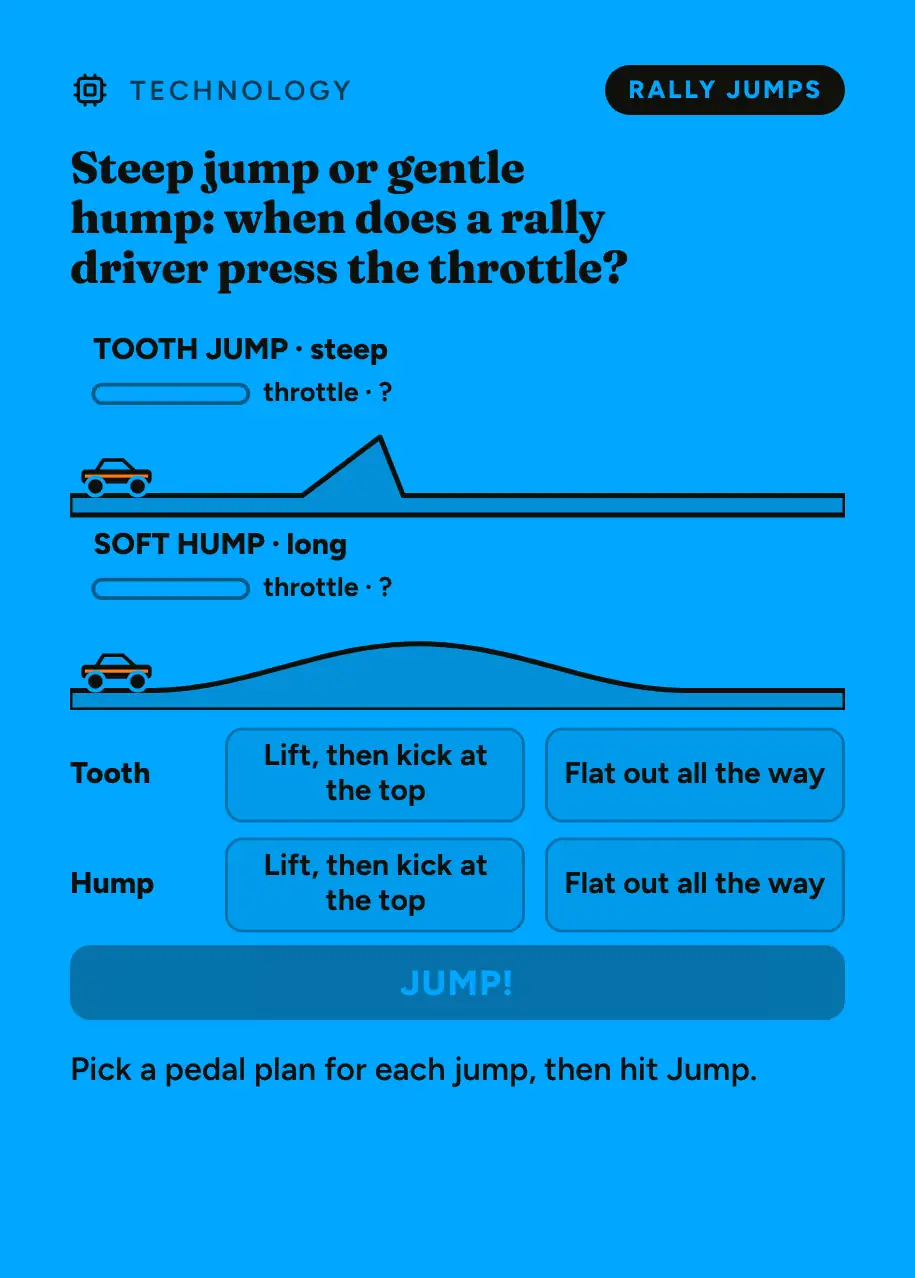 TECHNOLOGY
RALLY JUMPS
Steep jump or gentle
hump: when does a rally
driver press the throttle?
TOOTH JUMP · steep
throttle · ?
SOFT HUMP · long
throttle · ?
Tooth
Lift, then kick at
the top
Flat out all the way
Hump
Lift, then kick at
the top
Flat out all the way
JUMP!
Pick a pedal plan for each jump, then hit Jump.